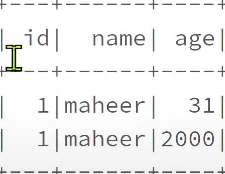 +---+------+----+
| id|  name| age|
+---+------+----+
|  1|maheer|  31|
|  1|maheer|2000|
+---+------+----+